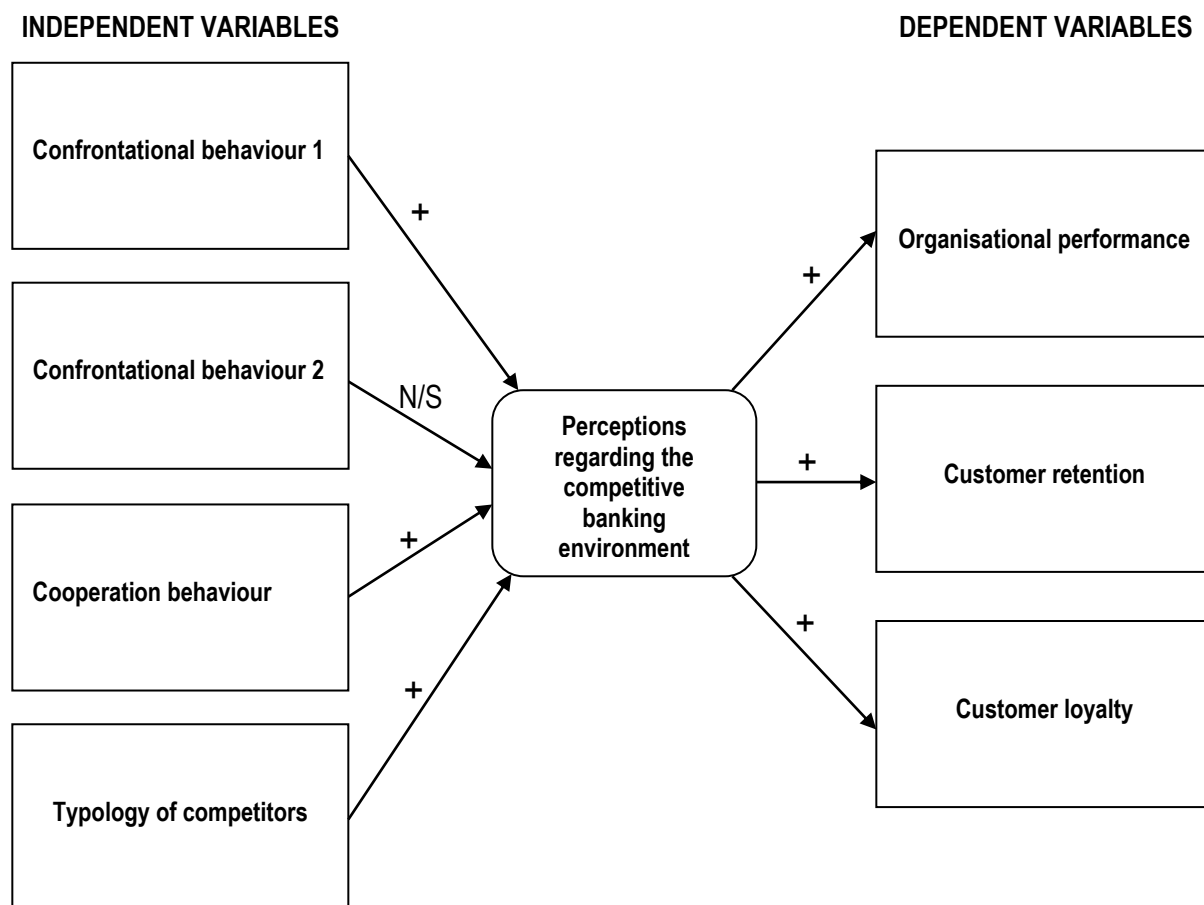 INDEPENDENT VARIABLES
DEPENDENT VARIABLES
Confrontational behaviour 1
+
Confrontational behaviour 2
N/S
Cooperation behaviour
+
Typology of competitors
+
Perceptions
regarding the
competitive
banking
environment
+
Organisational performance
+
Customer retention
+
Customer loyalty